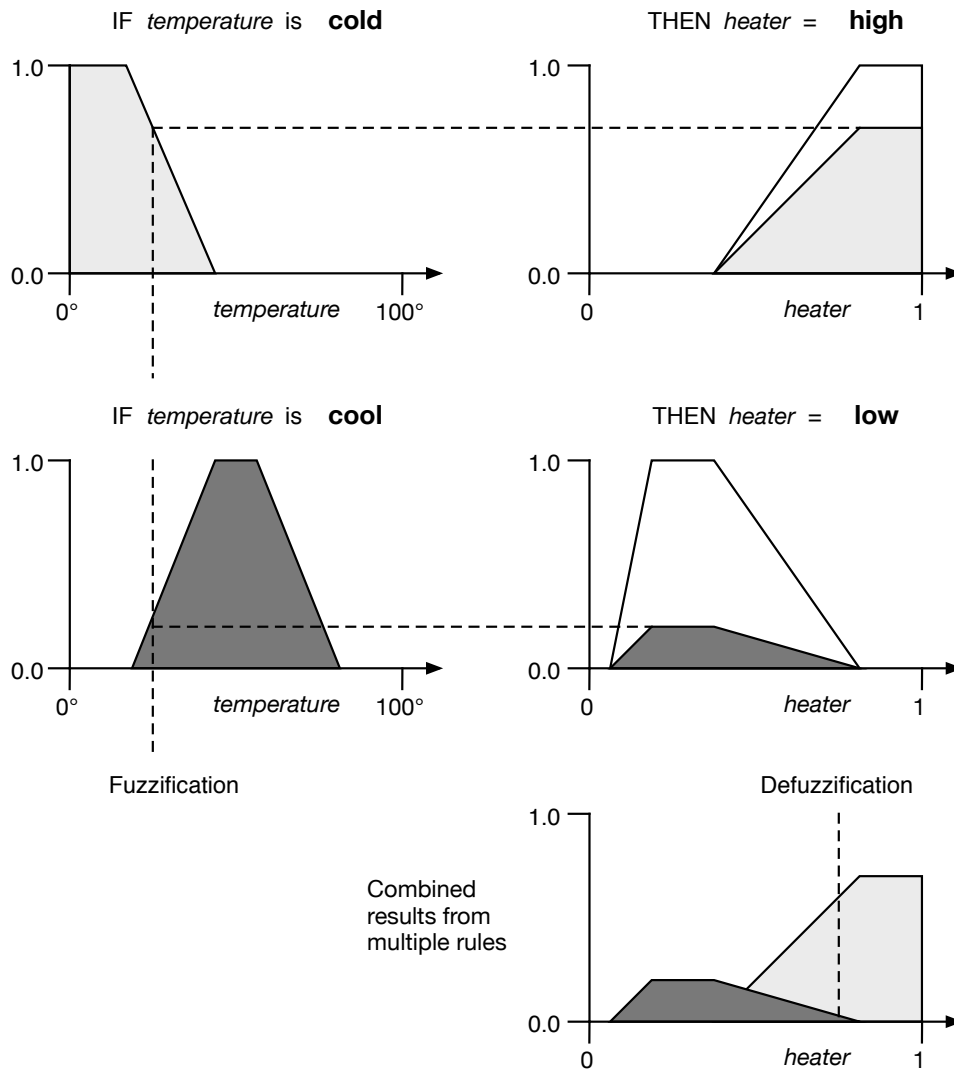 IF temperature is cold THEN heater = high
1.0 1.0
0.0 0.0
0° temperature 100° 0 heater 1
IF temperature is cool THEN heater = low
1.0 1.0
0.0 0.0
0° temperature 100° 0 heater 1
Fuzzification Defuzzification
1.0
Combined
results from
multiple rules
0.0
0 heater 1